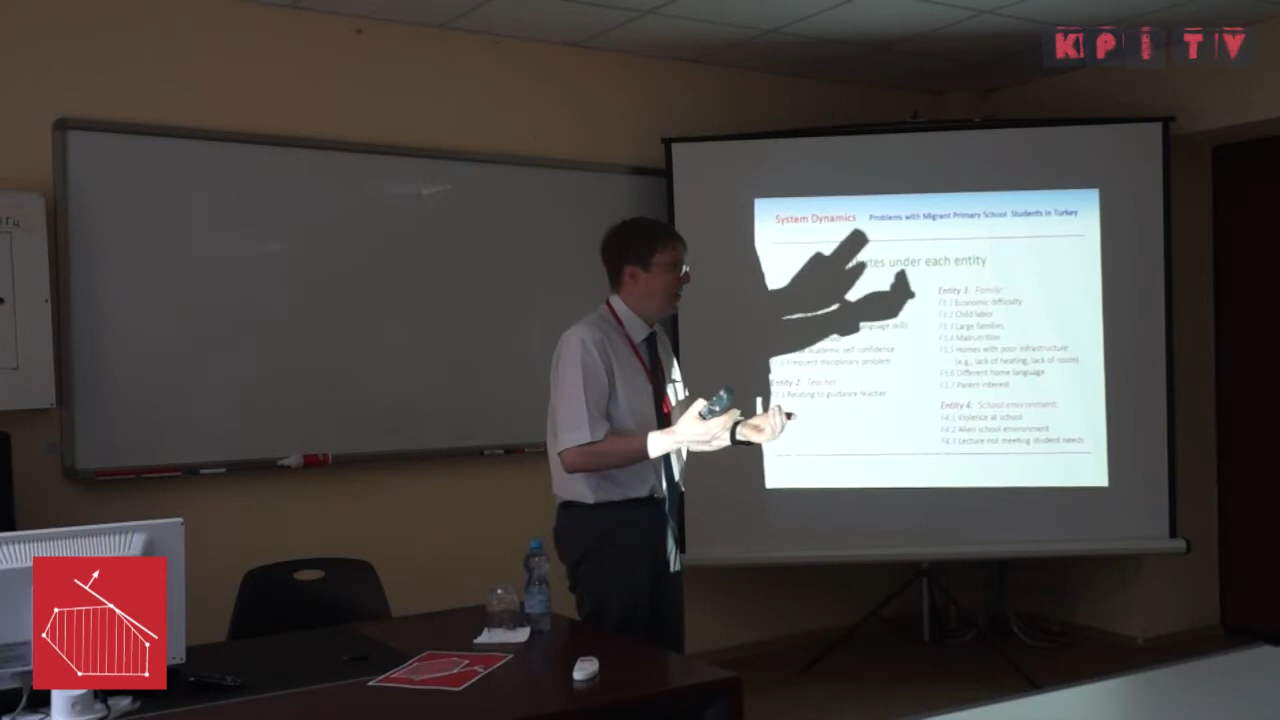 KPI TV
Гц
System Dynamics Problems with Migrant Primary School Students in Turkey
under each entity
language skills
academic self confidence
Frequent disciplinary problem
Entity 2: Teacher
Relating to guidance teacher
Entity 3: Family:
F3.1 Economic difficulty
F3.2 Child labor
F3.3 Large families
F3.4 Malnutrition
F3.5 Homes with poor infrastructure
(e.g., lack of heating, lack of room)
F3.6 Different home language
F3.7 Parent interest
Entity 4: School environment:
F4.1 Violence at school
F4.2 Alien school environment
F4.3 Lecture not meeting student needs